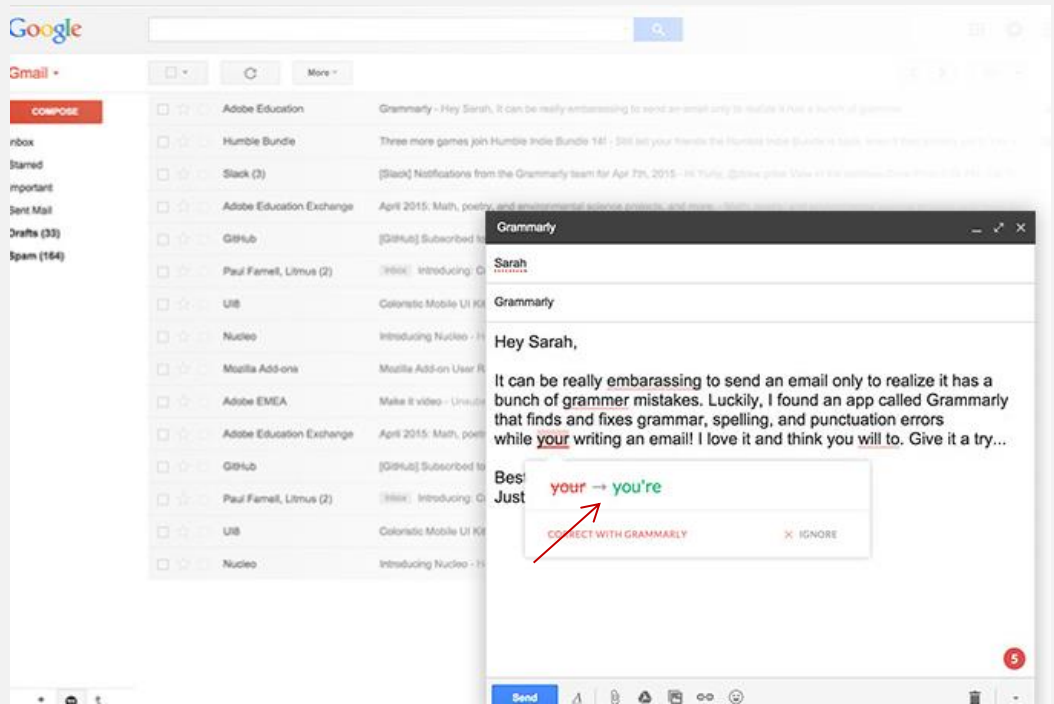 Google
Gmail
More
COMPOSE
Adobe Education Grammarly - Hey Sarah, It can be really embarassing to send an email only to realize it has a bunch of grammer
nbox
Humble Bundle Three more games join Humble Indie Bundle 14!
Starred
Slack (3) [Slack] Notifications from the Grammarly team for Apr 7th, 2015
mportant
Sent Mail
Adobe Education Exchange April 2015: Math, poetry, and environmental science projects, and more.
Drafts (33)
GitHub [GitHub] Subscribed to
Spam (164)
Paul Farnell, Litmus (2) Inbox Introducing:
UI8 Coloristic Mobile UI Kit
Nucleo Introducing Nucleo
Mozilla Add-ons Mozilla Add-on User
Adobe EMEA Make it video
Adobe Education Exchange April 2015: Math,
GitHub [GitHub] Subscribed to
Paul Farnell, Litmus (2) Inbox Introducing:
UI8 Coloristic Mobile UI Kit
Nucleo Introducing Nucleo
Grammarly
Sarah
Grammarly
Hey Sarah,
It can be really embarassing to send an email only to realize it has a
bunch of grammer mistakes. Luckily, I found an app called Grammarly
that finds and fixes grammar, spelling, and punctuation errors
while your writing an email! I love it and think you will to. Give it a try...
Best
Just
your → you're
CORRECT WITH GRAMMARLY × IGNORE
5
Send